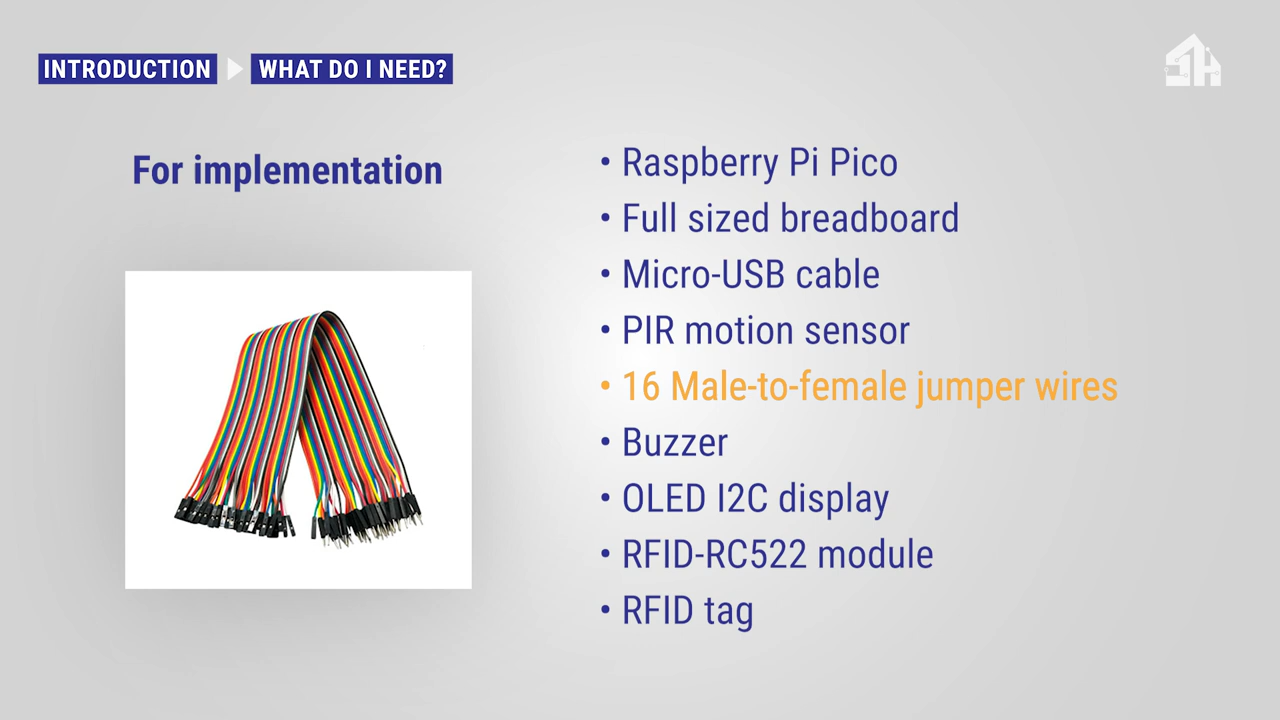 INTRODUCTION
WHAT DO I NEED?
For implementation
• Raspberry Pi Pico
• Full sized breadboard
• Micro-USB cable
• PIR motion sensor
• 16 Male-to-female jumper wires
• Buzzer
• OLED I2C display
• RFID-RC522 module
• RFID tag